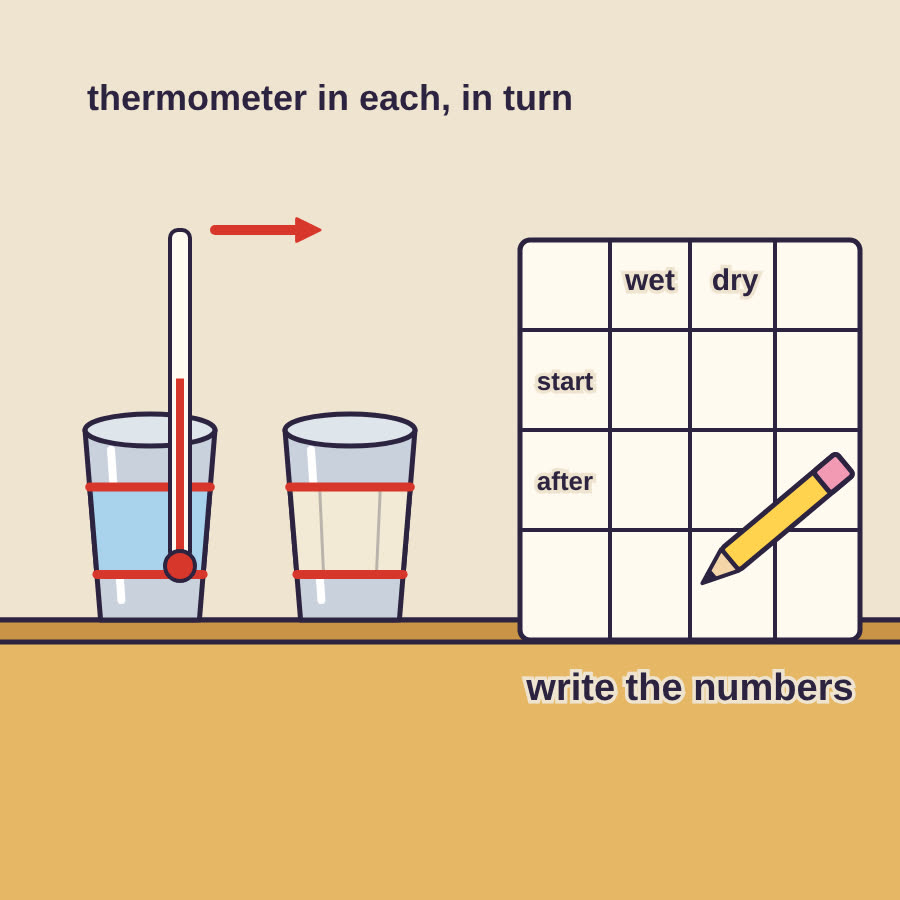 thermometer in each, in turn
wet dry
start
after
write the numbers